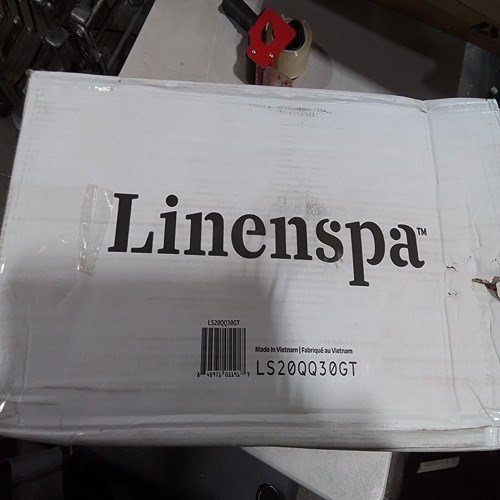 Linenspa™
LS20QQ30GT
Made in Vietnam | Fabriqué au Vietnam
LS20QQ30GT